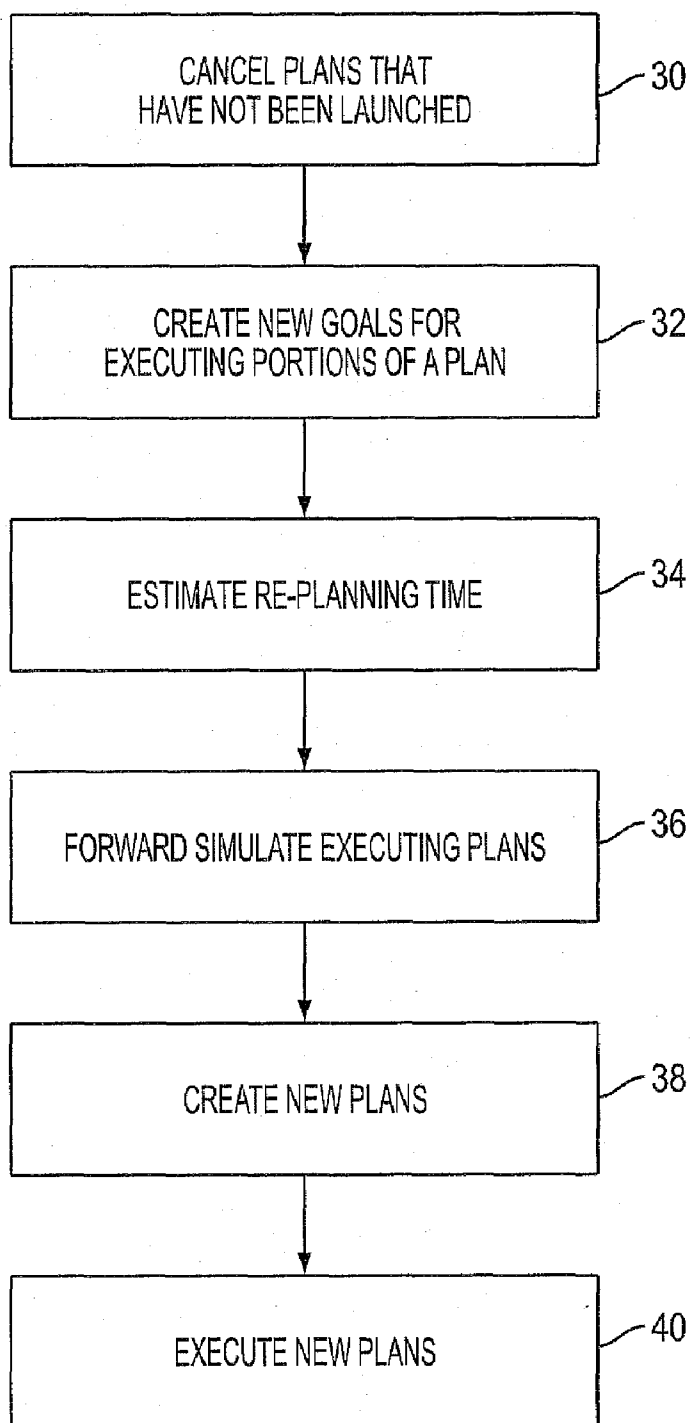 CANCEL PLANS THAT
HAVE NOT BEEN LAUNCHED
30
CREATE NEW GOALS FOR
EXECUTING PORTIONS OF A PLAN
32
ESTIMATE RE-PLANNING TIME
34
FORWARD SIMULATE EXECUTING PLANS
36
CREATE NEW PLANS
38
EXECUTE NEW PLANS
40